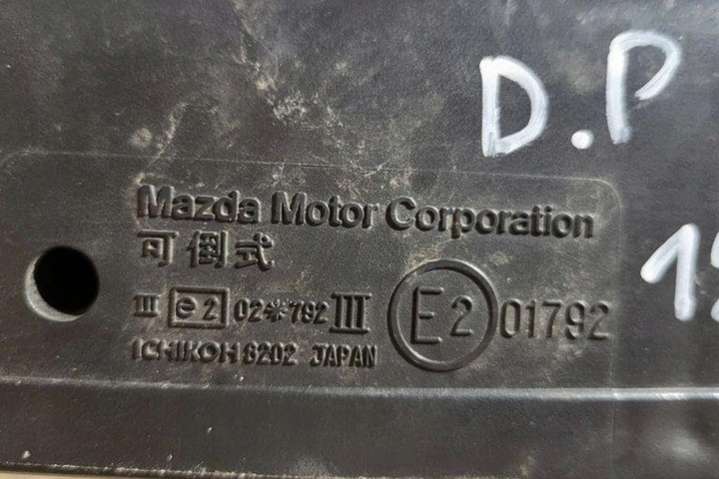 D.P
Mazda Motor Corporation
可倒式
III e2 02*792 III E2 01792
ICHIKOH 8202 JAPAN